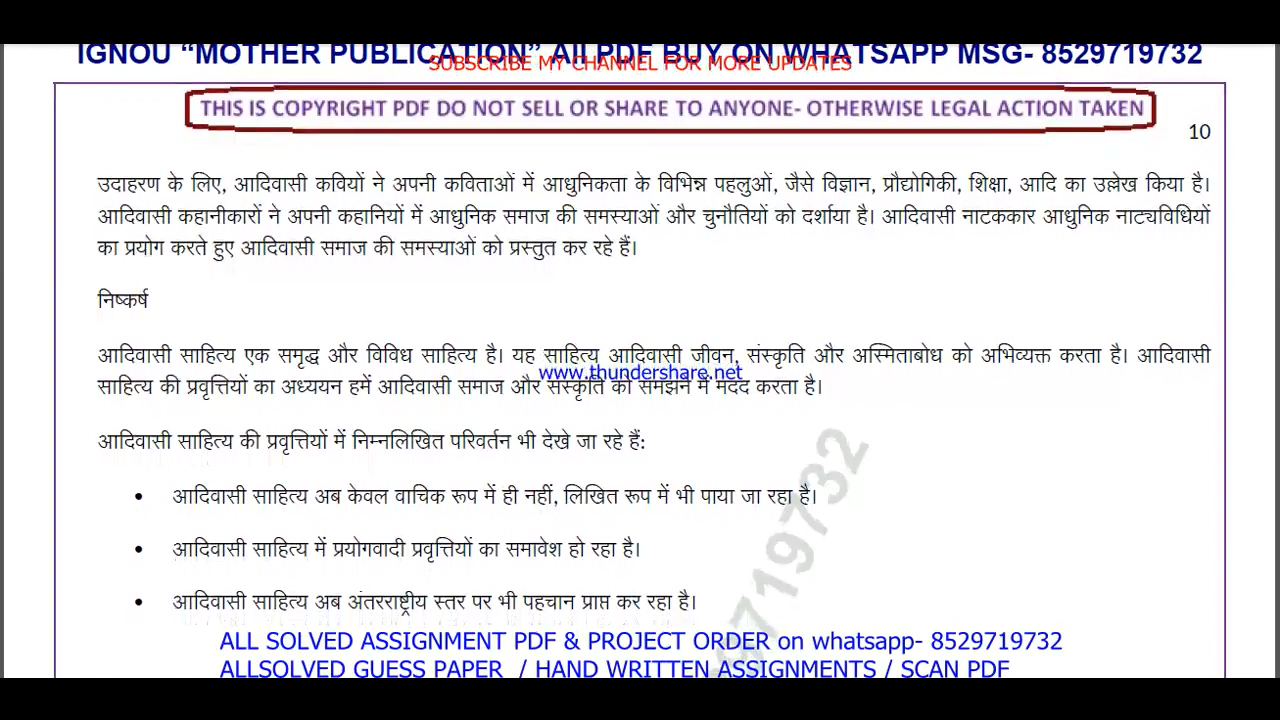 IGNOU “MOTHER PUBLICATION” All PDF BUY ON WHATSAPP MSG- 8529719732
SUBSCRIBE MY CHANNEL FOR MORE UPDATES
THIS IS COPYRIGHT PDF DO NOT SELL OR SHARE TO ANYONE- OTHERWISE LEGAL ACTION TAKEN
10
उदाहरण के लिए, आदिवासी कवियों ने अपनी कविताओं में आधुनिकता के विभिन्न पहलुओं, जैसे विज्ञान, प्रौद्योगिकी, शिक्षा, आदि का उल्लेख किया है।
आदिवासी कहानीकारों ने अपनी कहानियों में आधुनिक समाज की समस्याओं और चुनौतियों को दर्शाया है। आदिवासी नाटककार आधुनिक नाट्यविधियों
का प्रयोग करते हुए आदिवासी समाज की समस्याओं को प्रस्तुत कर रहे हैं।
निष्कर्ष
आदिवासी साहित्य एक समृद्ध और विविध साहित्य है। यह साहित्य आदिवासी जीवन, संस्कृति और अस्मिताबोध को अभिव्यक्त करता है। आदिवासी
www.thundershare.net
साहित्य की प्रवृत्तियों का अध्ययन हमें आदिवासी समाज और संस्कृति को समझने में मदद करता है।
आदिवासी साहित्य की प्रवृत्तियों में निम्नलिखित परिवर्तन भी देखे जा रहे हैं:
• आदिवासी साहित्य अब केवल वाचिक रूप में ही नहीं, लिखित रूप में भी पाया जा रहा है।
• आदिवासी साहित्य में प्रयोगवादी प्रवृत्तियों का समावेश हो रहा है।
• आदिवासी साहित्य अब अंतरराष्ट्रीय स्तर पर भी पहचान प्राप्त कर रहा है।
9719732
ALL SOLVED ASSIGNMENT PDF & PROJECT ORDER on whatsapp- 8529719732
ALLSOLVED GUESS PAPER / HAND WRITTEN ASSIGNMENTS / SCAN PDF